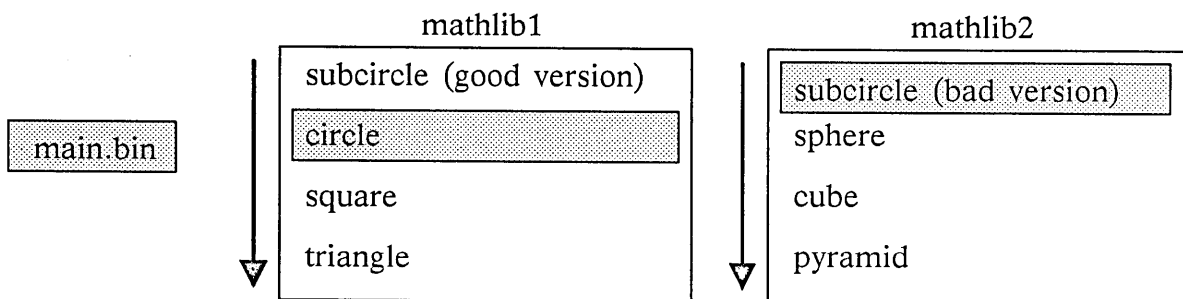 mathlib1
mathlib2
main.bin
subcircle (good version)
circle
square
triangle
subcircle (bad version)
sphere
cube
pyramid